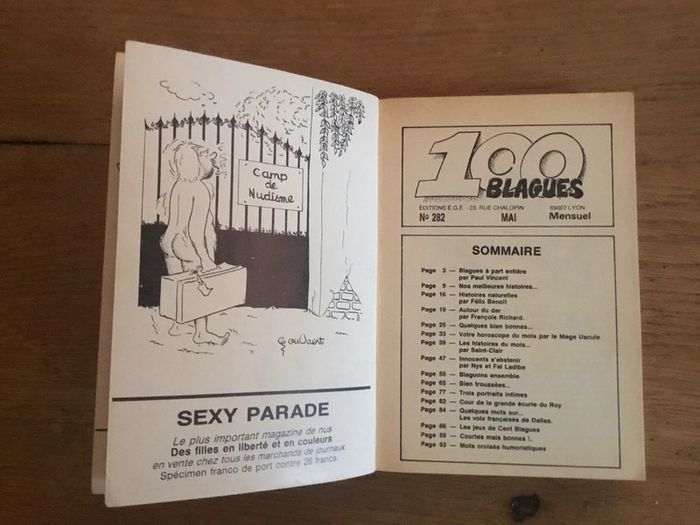 Camp
de
Nudisme
SEXY PARADE
Le plus important magazine de nus
Des filles en liberté et en couleurs
en vente chez tous les marchands de journaux
Spécimen franco de port contre 26 francs.
100
BLAGUES
ÉDITIONS E.G.É. -23, RUE CHALOPIN 69007 LYON
No 282 MAI Mensuel
SOMMAIRE
Page 3 — Blagues à part entière
par Paul Vincent
Page 9 — Nos meilleures histoires...
Page 16 — Histoires naturelles
par Félix Benoit
Page 19 — Autour du dar
par François Richard.
Page 25 — Quelques bien bonnes...
Page 33 — Votre horoscope du mois par le Mage Uscule
Page 39 — Les histoires du mois...
par Saint-Clair
Page 47 — Innocents s'abstenir
par Nys et Fal Ladibe
Page 55 — Blaguons ensemble
Page 65 — Bien troussées...
Page 77 — Trois portraits intimes
Page 82 — Cour de la grande écurie du Roy
Page 84 — Quelques mots sur...
Les voix françaises de Dallas.
Page 86 — Les jeux de Cent Blagues
Page 88 — Courtes mais bonnes !..
Page 93 — Mots croisés humoristiques